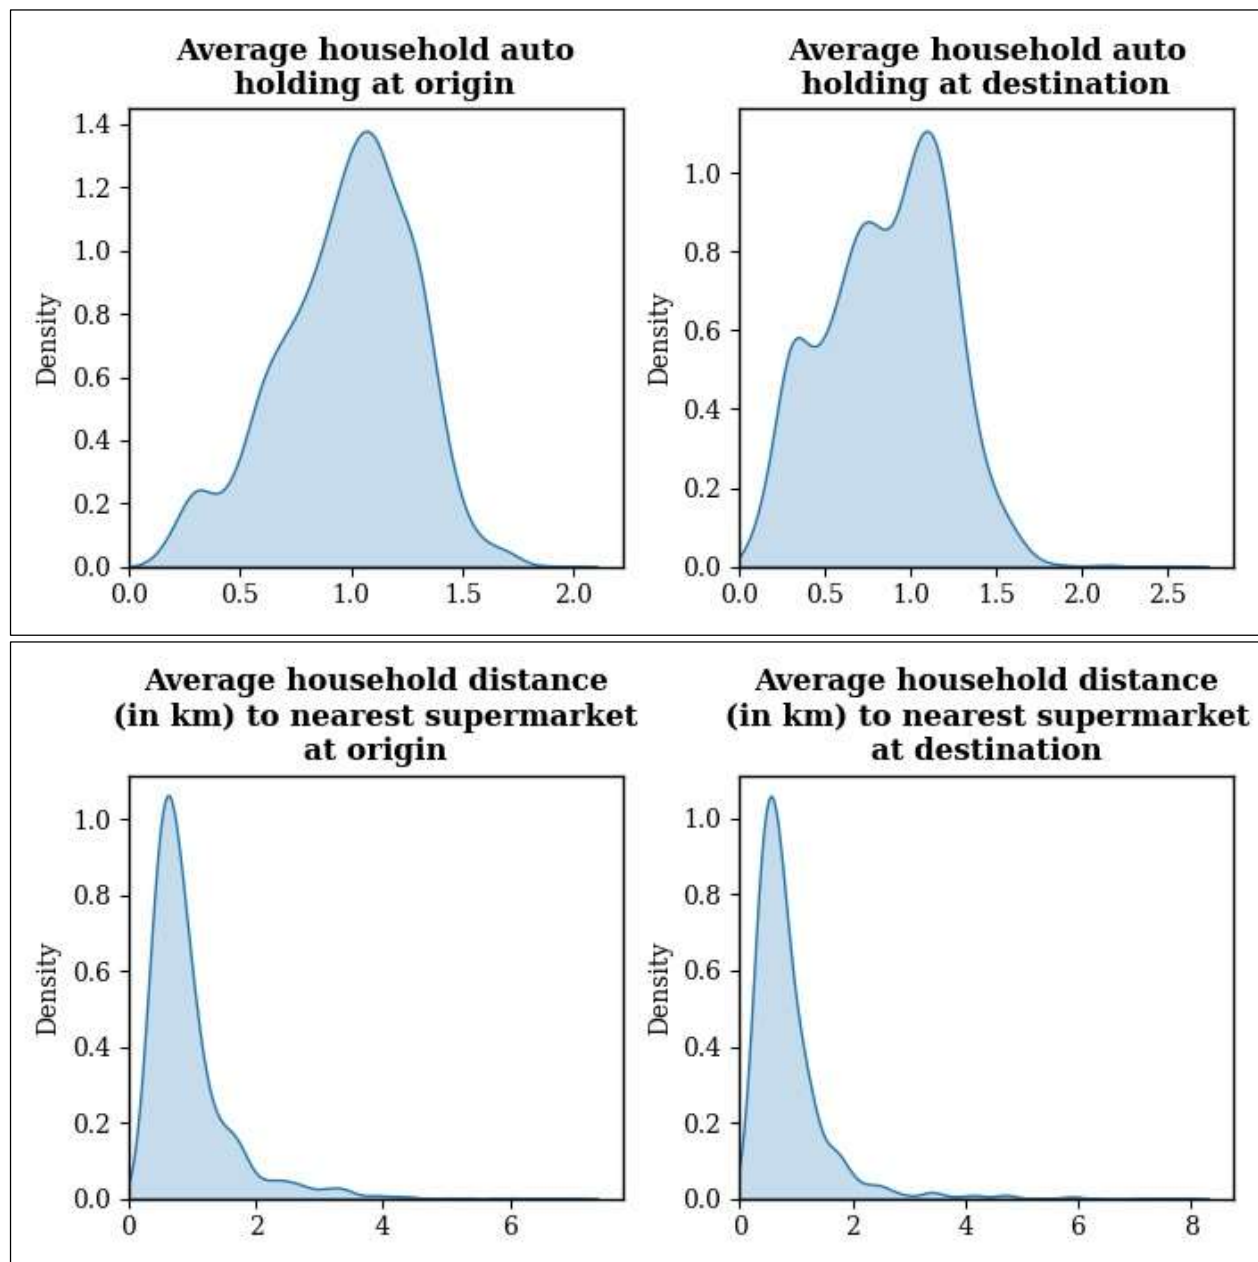 Average household auto
holding at origin
Density
1.4
1.2
1.0
0.8
0.6
0.4
0.2
0.0
0.0 0.5 1.0 1.5 2.0
Average household auto
holding at destination
Density
1.0
0.8
0.6
0.4
0.2
0.0
0.0 0.5 1.0 1.5 2.0 2.5
Average household distance
(in km) to nearest supermarket
at origin
Density
1.0
0.8
0.6
0.4
0.2
0.0
0 2 4 6
Average household distance
(in km) to nearest supermarket
at destination
Density
1.0
0.8
0.6
0.4
0.2
0.0
0 2 4 6 8